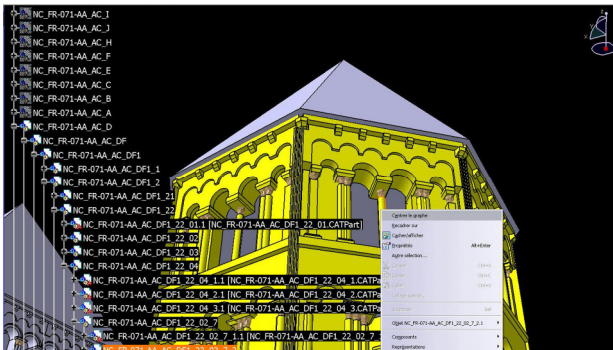 NC_FR-071-AA_AC_I
NC_FR-071-AA_AC_J
NC_FR-071-AA_AC_H
NC_FR-071-AA_AC_F
NC_FR-071-AA_AC_E
NC_FR-071-AA_AC_C
NC_FR-071-AA_AC_B
NC_FR-071-AA_AC_A
NC_FR-071-AA_AC_D
NC_FR-071-AA_AC_DF
NC_FR-071-AA_AC_DF1
NC_FR-071-AA_AC_DF1_1
NC_FR-071-AA_AC_DF1_2
NC_FR-071-AA_AC_DF1_21
NC_FR-071-AA_AC_DF1_22
NC_FR-071-AA_AC_DF1_22_01.1 [NC_FR-071-AA_AC_DF1_22_01.CATPart]
NC_FR-071-AA_AC_DF1_22_02
NC_FR-071-AA_AC_DF1_22_03
NC_FR-071-AA_AC_DF1_22_04
NC_FR-071-AA_AC_DF1_22_04_1.1 [NC_FR-071-AA_AC_DF1_22_04_1.CATPa
NC_FR-071-AA_AC_DF1_22_04_2.1 [NC_FR-071-AA_AC_DF1_22_04_2.CATPa
NC_FR-071-AA_AC_DF1_22_04_3.1 [NC_FR-071-AA_AC_DF1_22_04_3.CATPa
NC_FR-071-AA_AC_DF1_22_02_7
NC_FR-071-AA_AC_DF1_22_02_7_1.1 [NC_FR-071-AA_AC_DF1_22_02_7
Centrer le graphe
Recadrer sur
Cacher/afficher
Propriétés Alt+Enter
Autre sélection...
Objet NC_FR-071-AA_AC_DF1_22_02_7_2.1
Composants
Représentations